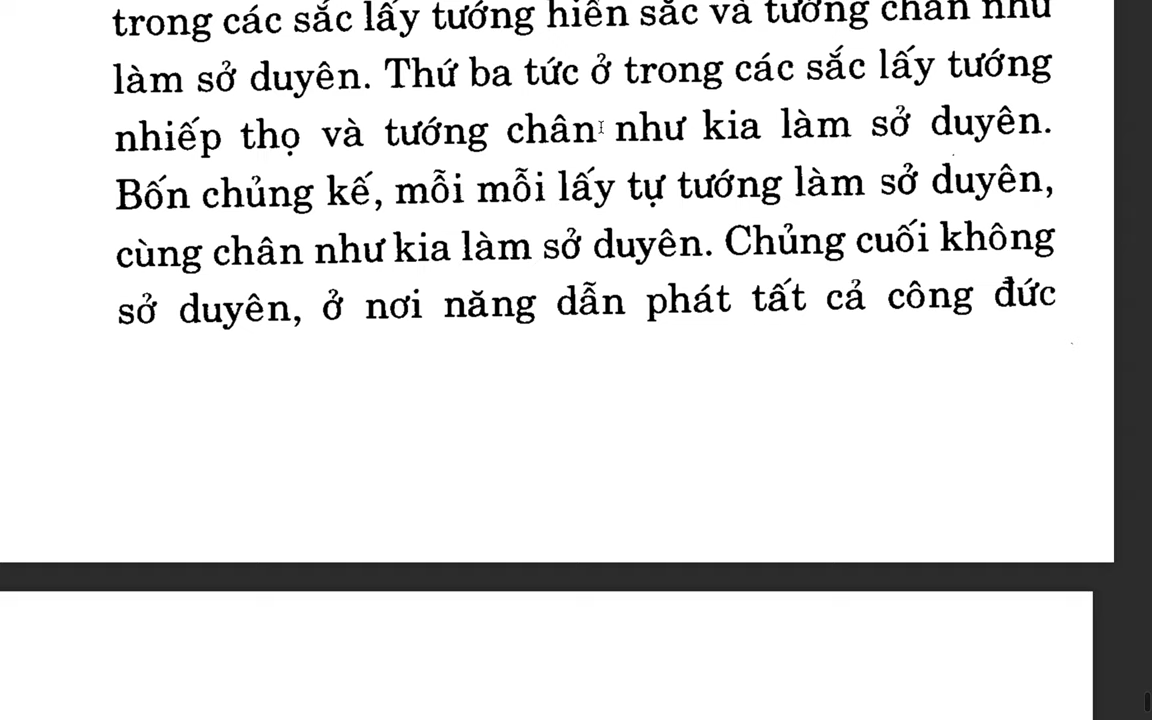 trong các sắc lấy tướng hiển sắc và tướng chân như
làm sở duyên. Thứ ba tức ở trong các sắc lấy tướng
nhiếp thọ và tướng chân như kia làm sở duyên.
Bốn chủng kế, mỗi mỗi lấy tự tướng làm sở duyên,
cùng chân như kia làm sở duyên. Chủng cuối không
sở duyên, ở nơi năng dẫn phát tất cả công đức